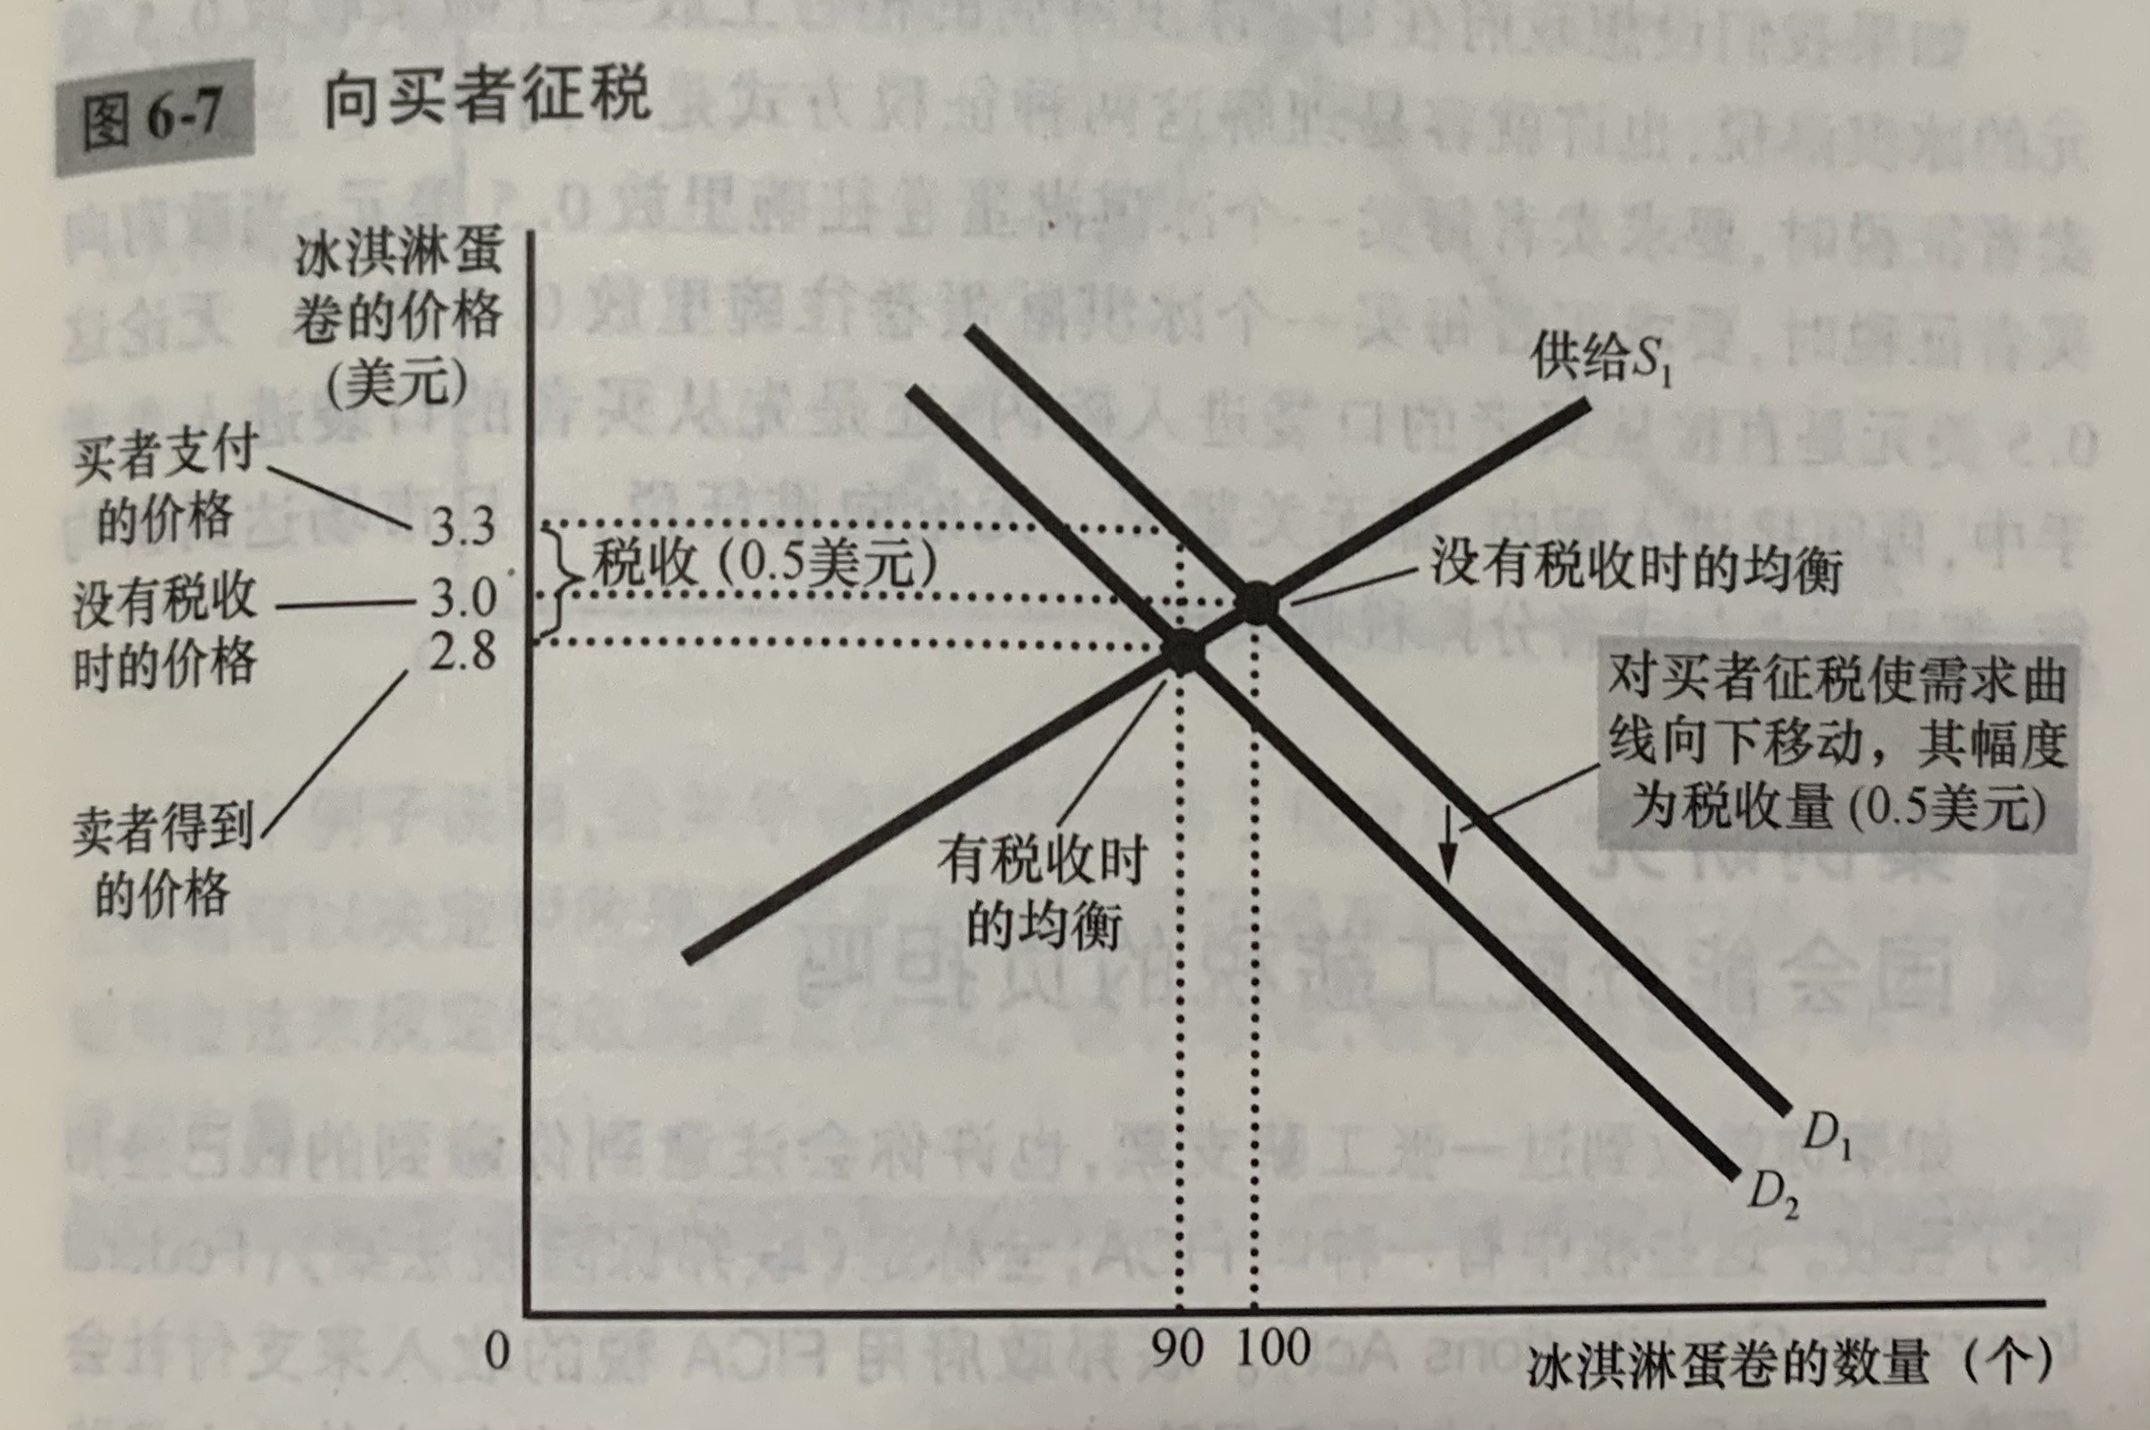 图 6-7
向买者征税
冰淇淋蛋
卷的价格
(美元)
买者支付
的价格
3.3
没有税收
时的价格
3.0
2.8
卖者得到
的价格
税收 (0.5美元)
供给S1
没有税收时的均衡
对买者征税使需求曲
线向下移动，其幅度
为税收量 (0.5美元)
有税收时
的均衡
D1
D2
0
90
100
冰淇淋蛋卷的数量（个）